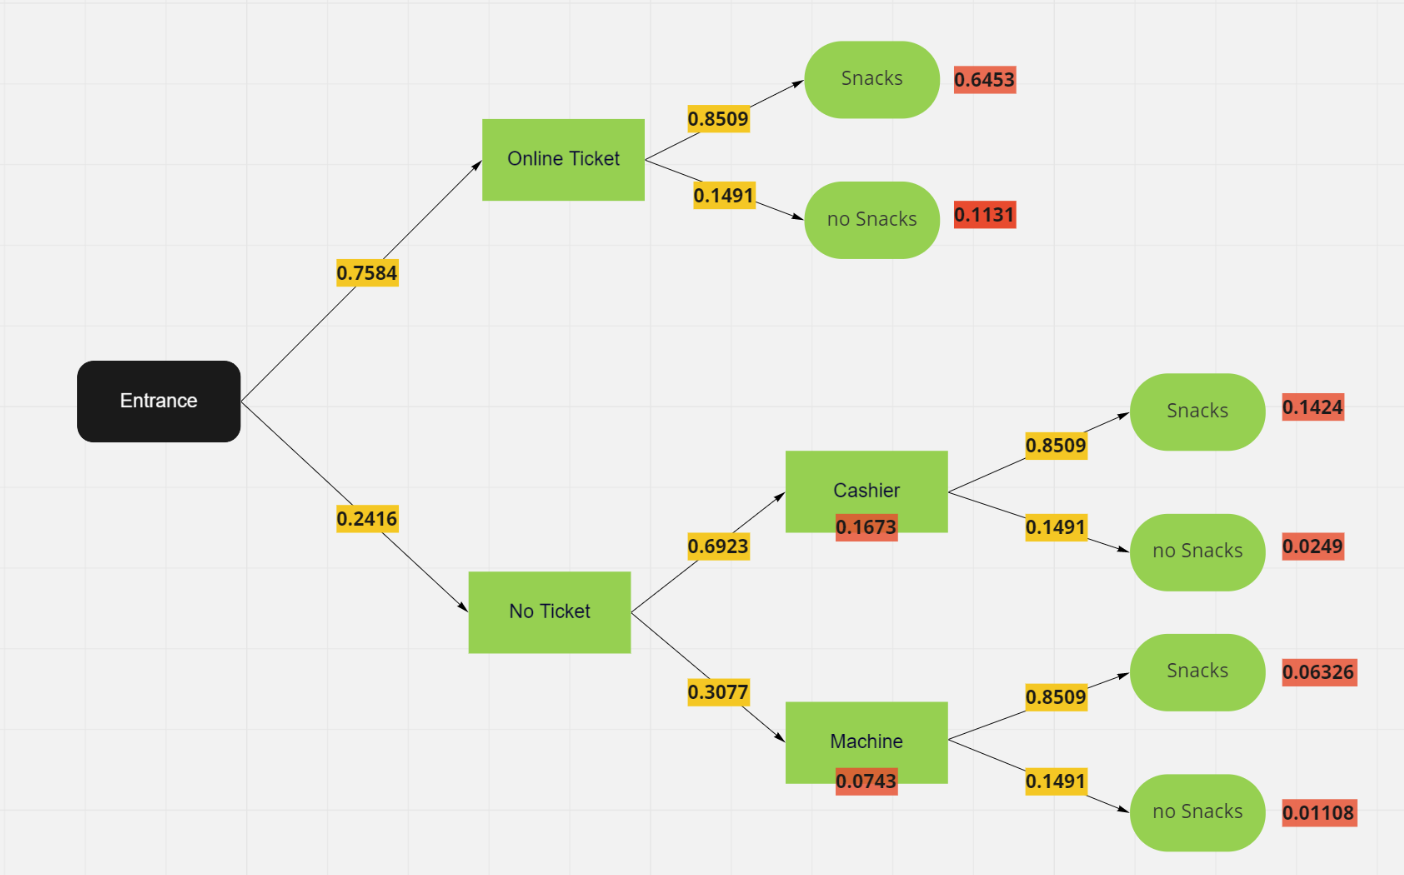 Snacks
0.6453
0.8509
0.1491
Online Ticket
no Snacks
0.1131
0.7584
Entrance
0.2416
Snacks
0.1424
0.8509
Cashier
0.1673
0.1491
no Snacks
0.0249
0.6923
No Ticket
0.3077
Snacks
0.06326
0.8509
Machine
0.0743
0.1491
no Snacks
0.01108